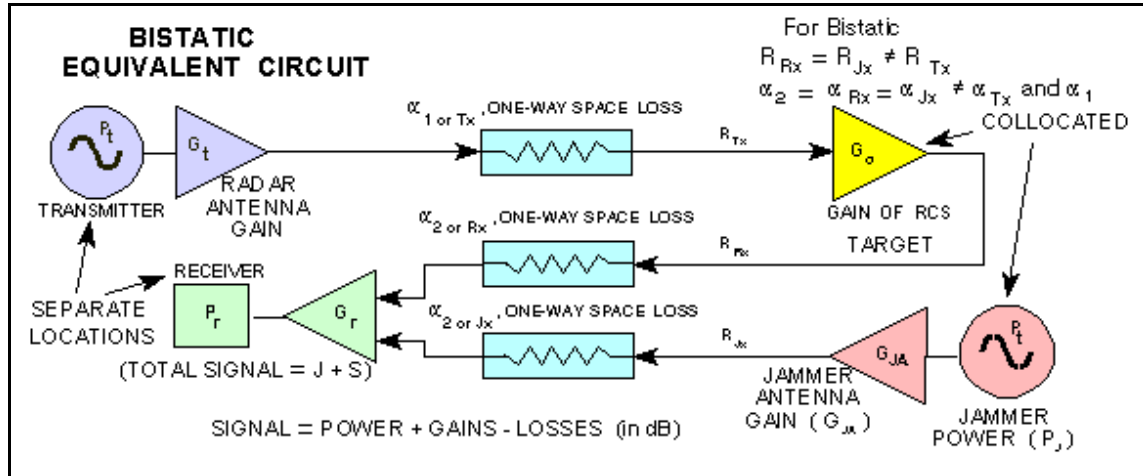 BISTATIC
EQUIVALENT CIRCUIT
For Bistatic
R Rx = R Jx ≠ R Tx
α 2 = α Rx = α Jx ≠ α Tx and α 1
COLLOCATED
P t
G t
TRANSMITTER
RADAR
ANTENNA
GAIN
α 1 or Tx , ONE-WAY SPACE LOSS
R Tx
G σ
GAIN OF RCS
TARGET
α 2 or Rx , ONE-WAY SPACE LOSS
R Rx
RECEIVER
SEPARATE
LOCATIONS
P r
G r
α 2 or Jx , ONE-WAY SPACE LOSS
R Jx
G JA
P t
(TOTAL SIGNAL = J + S)
JAMMER
ANTENNA
GAIN ( G JA )
JAMMER
POWER ( P J )
SIGNAL = POWER + GAINS - LOSSES (in dB)